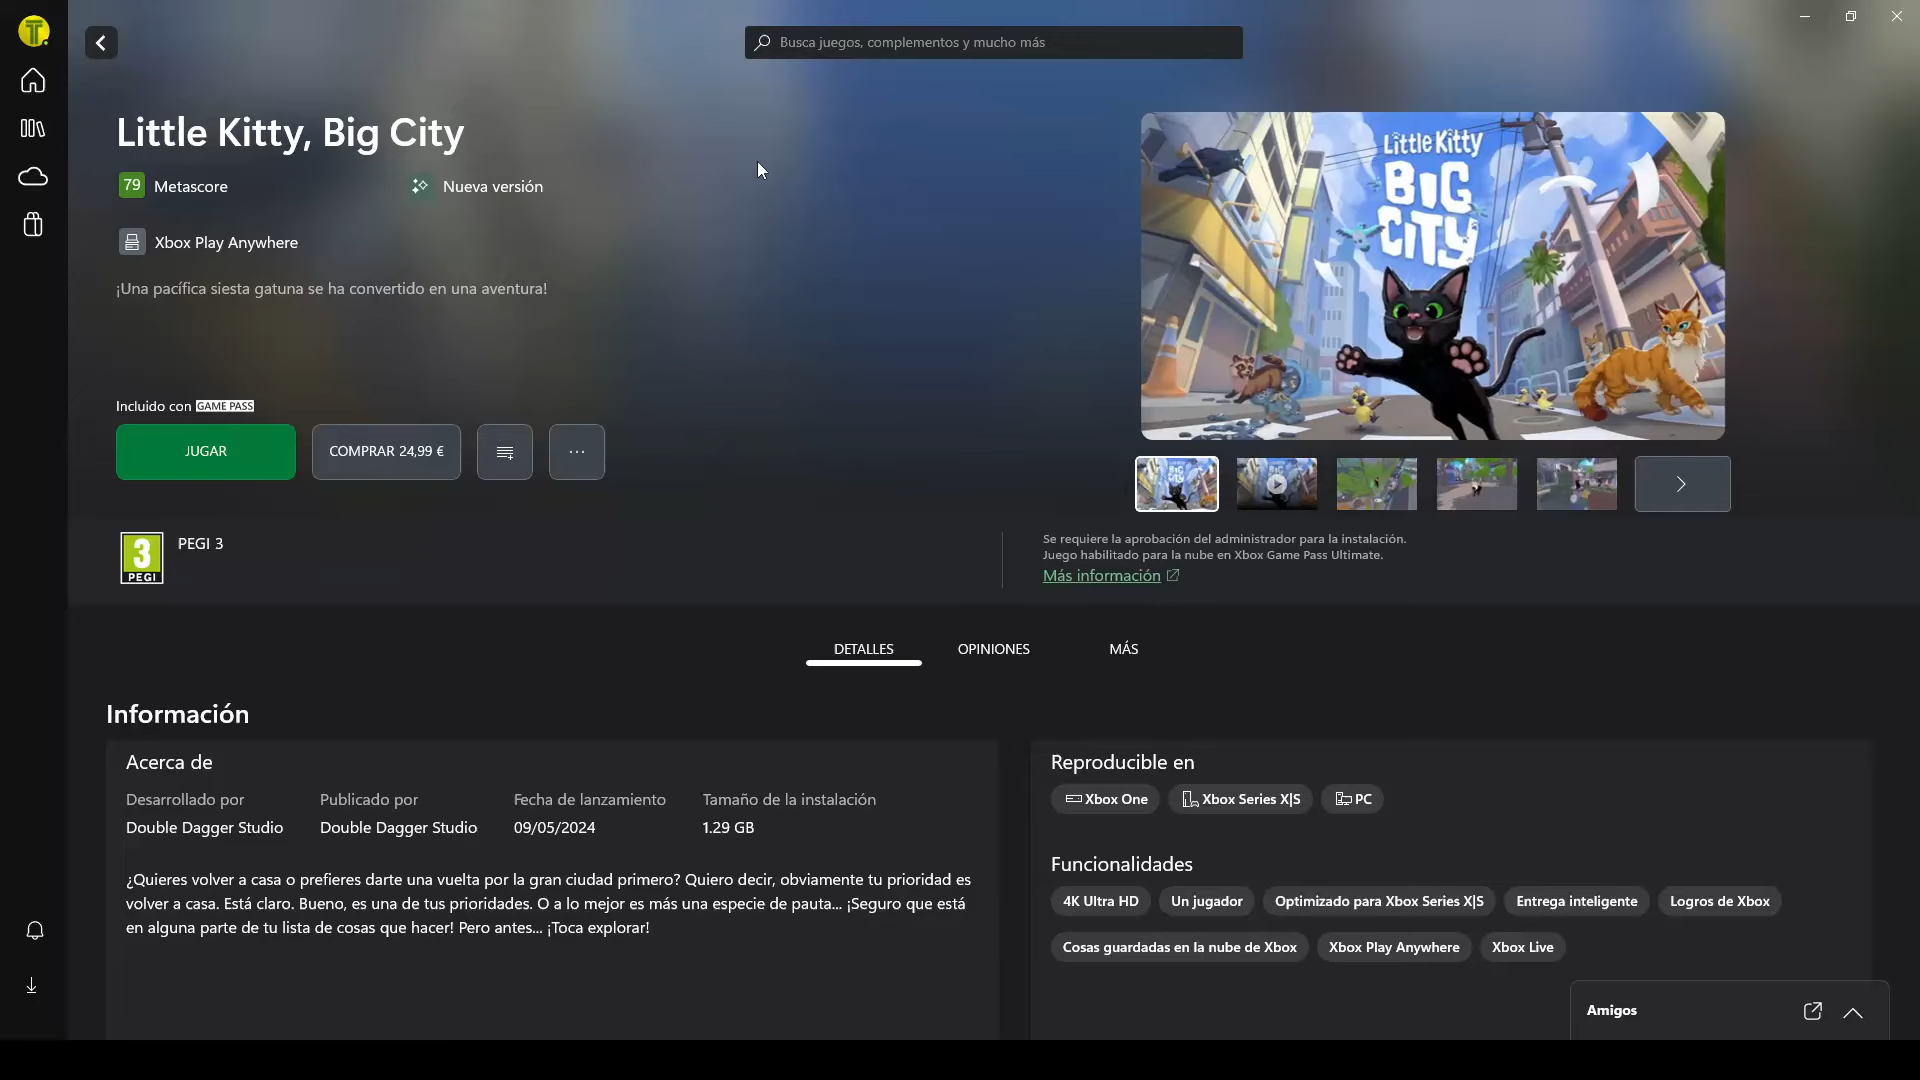 T.
Busca juegos, complementos y mucho más
Little Kitty, Big City
79 Metascore
Nueva versión
Xbox Play Anywhere
¡Una pacífica siesta gatuna se ha convertido en una aventura!
Incluido con GAME PASS
JUGAR
COMPRAR 24,99 €
Little Kitty
BIG
CITY
3
PEGI
PEGI 3
Se requiere la aprobación del administrador para la instalación.
Juego habilitado para la nube en Xbox Game Pass Ultimate.
Más información
DETALLES
OPINIONES
MÁS
Información
Acerca de
Desarrollado por
Publicado por
Fecha de lanzamiento
Tamaño de la instalación
Double Dagger Studio
Double Dagger Studio
09/05/2024
1.29 GB
¿Quieres volver a casa o prefieres darte una vuelta por la gran ciudad primero? Quiero decir, obviamente tu prioridad es
volver a casa. Está claro. Bueno, es una de tus prioridades. O a lo mejor es más una especie de pauta... ¡Seguro que está
en alguna parte de tu lista de cosas que hacer! Pero antes... ¡Toca explorar!
Reproducible en
Xbox One
Xbox Series X|S
PC
Funcionalidades
4K Ultra HD
Un jugador
Optimizado para Xbox Series X|S
Entrega inteligente
Logros de Xbox
Cosas guardadas en la nube de Xbox
Xbox Play Anywhere
Xbox Live
Amigos